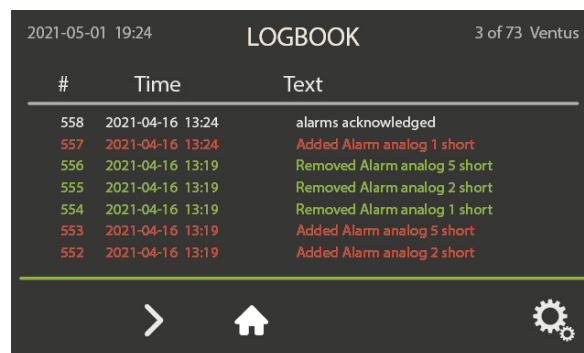 2021-05-01 19:24 LOGBOOK 3 of 73 Ventus
# Time Text
558 2021-04-16 13:24 alarms acknowledged
557 2021-04-16 13:24 Added Alarm analog 1 short
556 2021-04-16 13:19 Removed Alarm analog 5 short
555 2021-04-16 13:19 Removed Alarm analog 2 short
554 2021-04-16 13:19 Removed Alarm analog 1 short
553 2021-04-16 13:19 Added Alarm analog 5 short
552 2021-04-16 13:19 Added Alarm analog 2 short